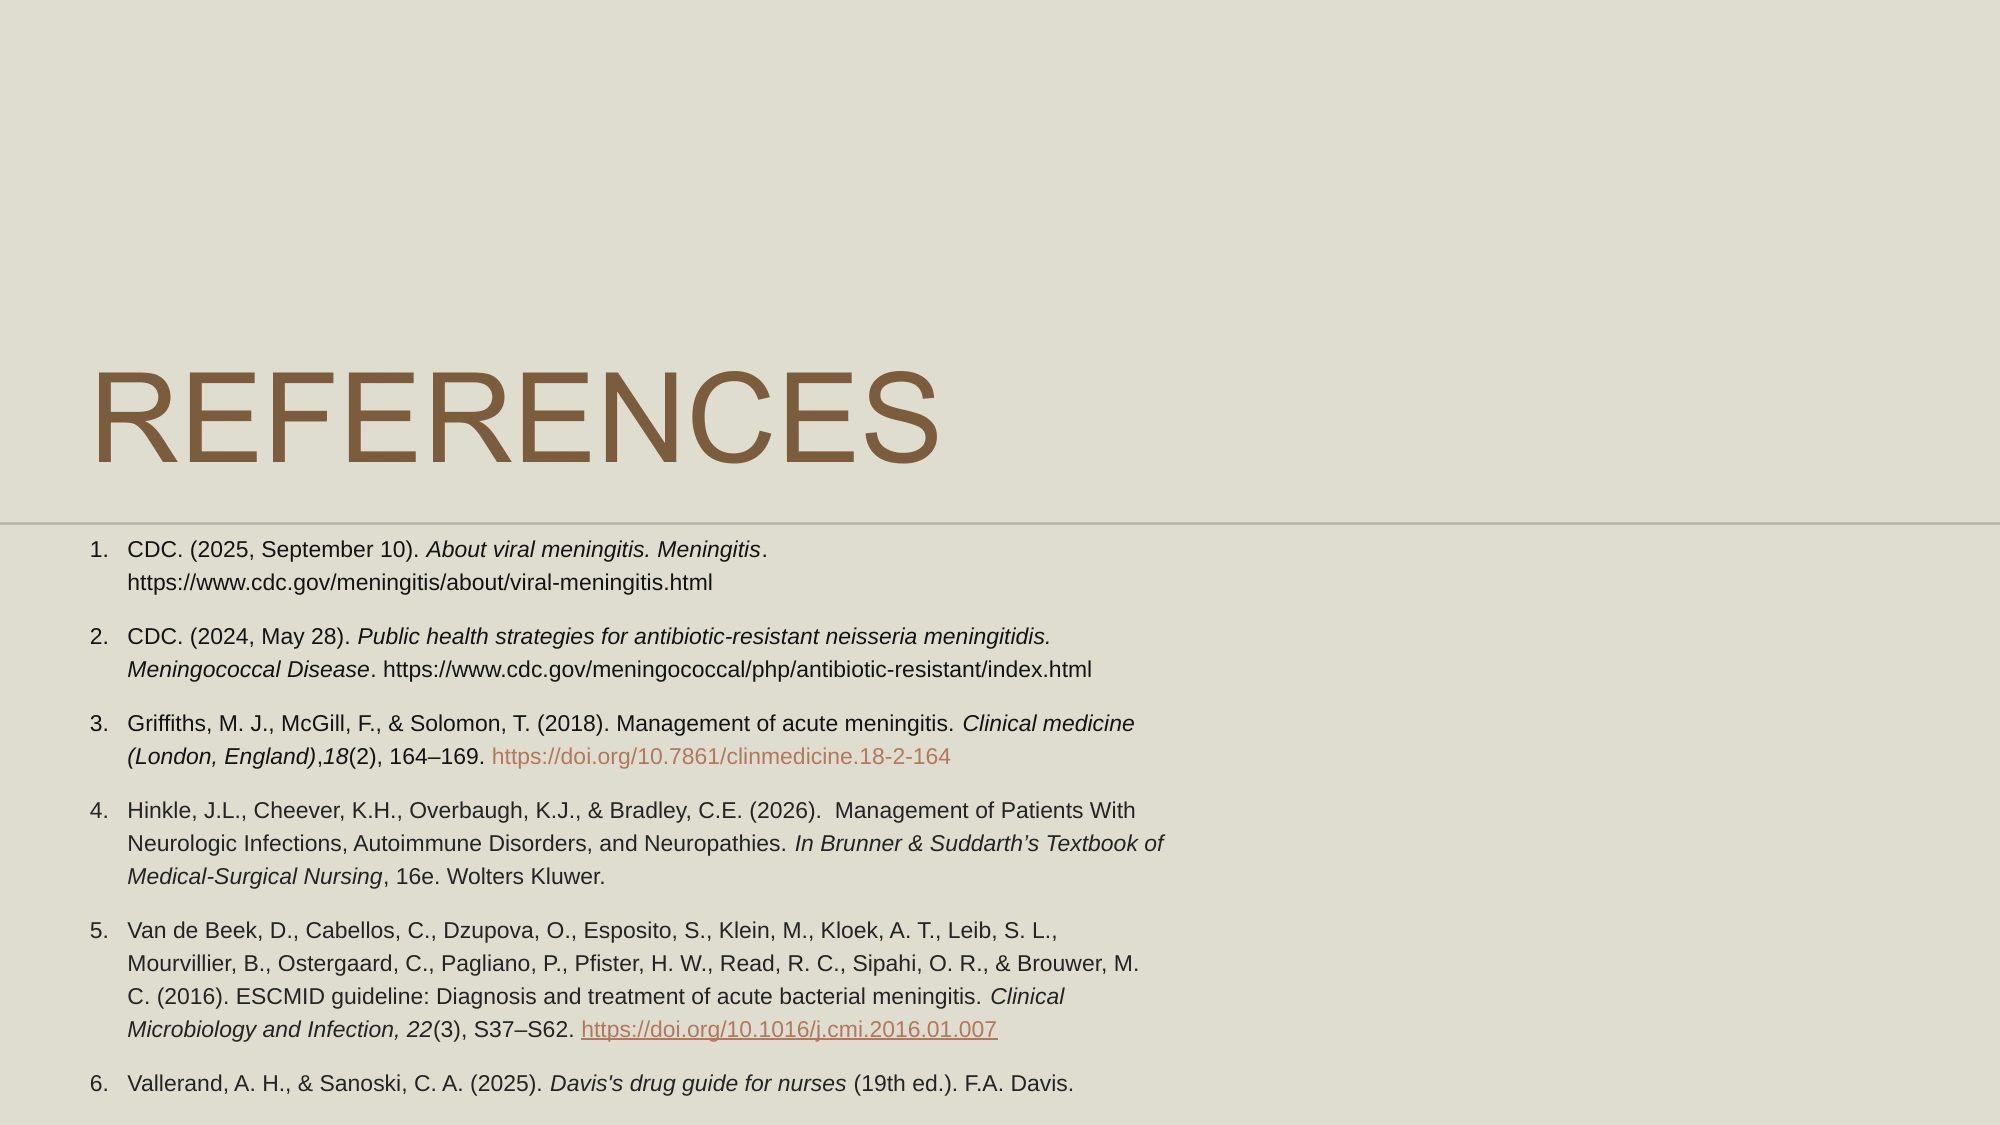 REFERENCES
1. CDC. (2025, September 10). About viral meningitis. Meningitis.
https://www.cdc.gov/meningitis/about/viral-meningitis.html
2. CDC. (2024, May 28). Public health strategies for antibiotic-resistant neisseria meningitidis.
Meningococcal Disease. https://www.cdc.gov/meningococcal/php/antibiotic-resistant/index.html
3. Griffiths, M. J., McGill, F., & Solomon, T. (2018). Management of acute meningitis. Clinical medicine
(London, England),18(2), 164–169. https://doi.org/10.7861/clinmedicine.18-2-164
4. Hinkle, J.L., Cheever, K.H., Overbaugh, K.J., & Bradley, C.E. (2026).  Management of Patients With
Neurologic Infections, Autoimmune Disorders, and Neuropathies. In Brunner & Suddarth’s Textbook of
Medical-Surgical Nursing, 16e. Wolters Kluwer.
5. Van de Beek, D., Cabellos, C., Dzupova, O., Esposito, S., Klein, M., Kloek, A. T., Leib, S. L.,
Mourvillier, B., Ostergaard, C., Pagliano, P., Pfister, H. W., Read, R. C., Sipahi, O. R., & Brouwer, M.
C. (2016). ESCMID guideline: Diagnosis and treatment of acute bacterial meningitis. Clinical
Microbiology and Infection, 22(3), S37–S62. https://doi.org/10.1016/j.cmi.2016.01.007
6. Vallerand, A. H., & Sanoski, C. A. (2025). Davis's drug guide for nurses (19th ed.). F.A. Davis.